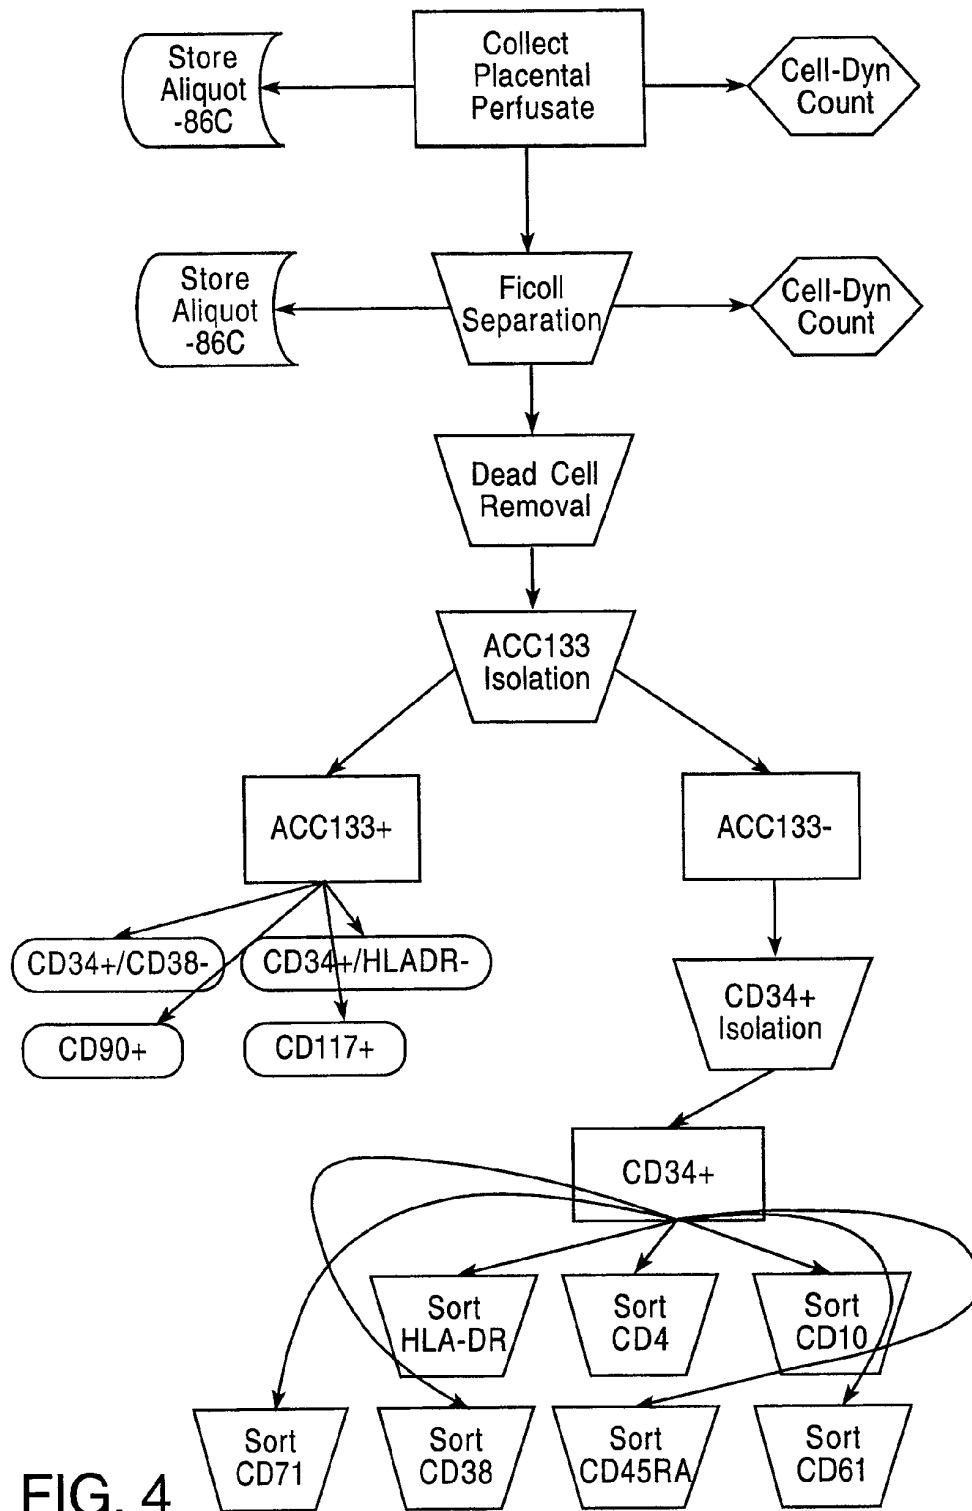 Store
Aliquot
-86C
Collect
Placental
Perfusate
Cell-Dyn
Count
Store
Aliquot
-86C
Ficoll
Separation
Cell-Dyn
Count
Dead Cell
Removal
ACC133
Isolation
ACC133+
ACC133-
CD34+/CD38-
CD34+/HLADR-
CD90+
CD117+
CD34+
Isolation
CD34+
Sort
HLA-DR
Sort
CD4
Sort
CD10
Sort
CD71
Sort
CD38
Sort
CD45RA
Sort
CD61
FIG. 4